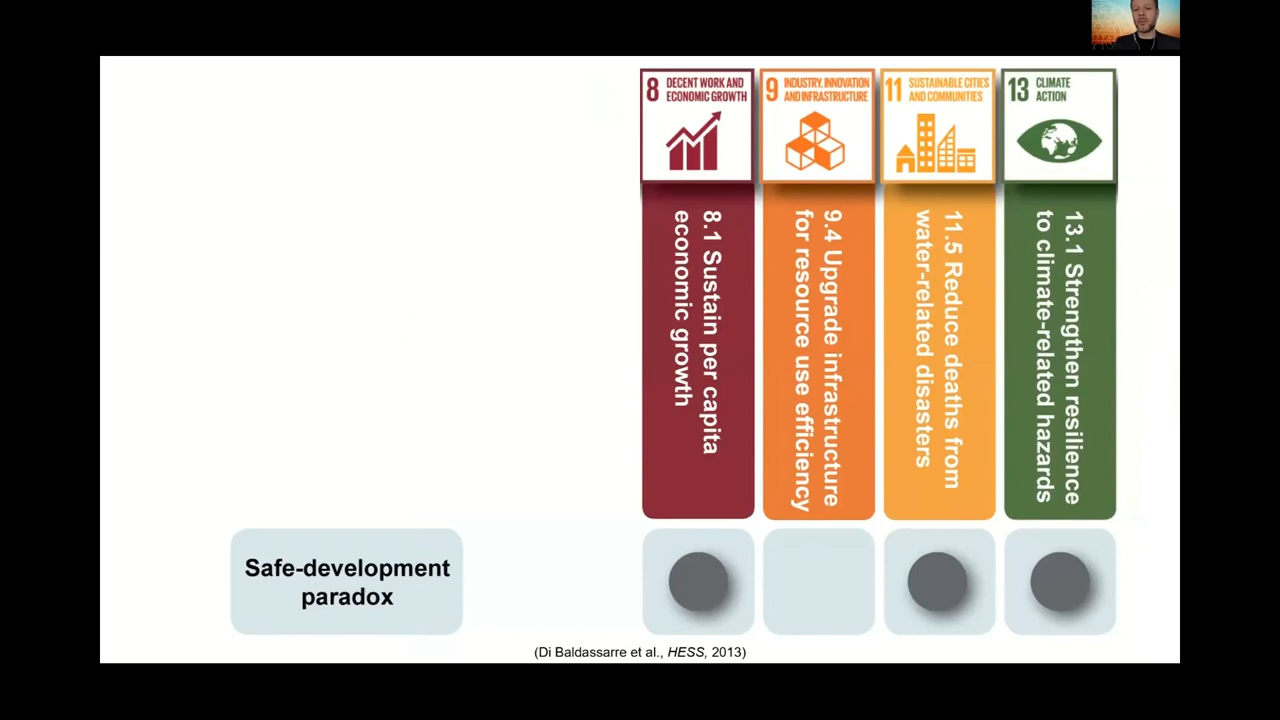 8 DECENT WORK AND
ECONOMIC GROWTH
9 INDUSTRY, INNOVATION
AND INFRASTRUCTURE
11 SUSTAINABLE CITIES
AND COMMUNITIES
13 CLIMATE
ACTION
8.1 Sustain per capita
economic growth
9.4 Upgrade infrastructure
for resource use efficiency
11.5 Reduce deaths from
water-related disasters
13.1 Strengthen resilience
to climate-related hazards
Safe-development
paradox
(Di Baldassarre et al., HESS, 2013)